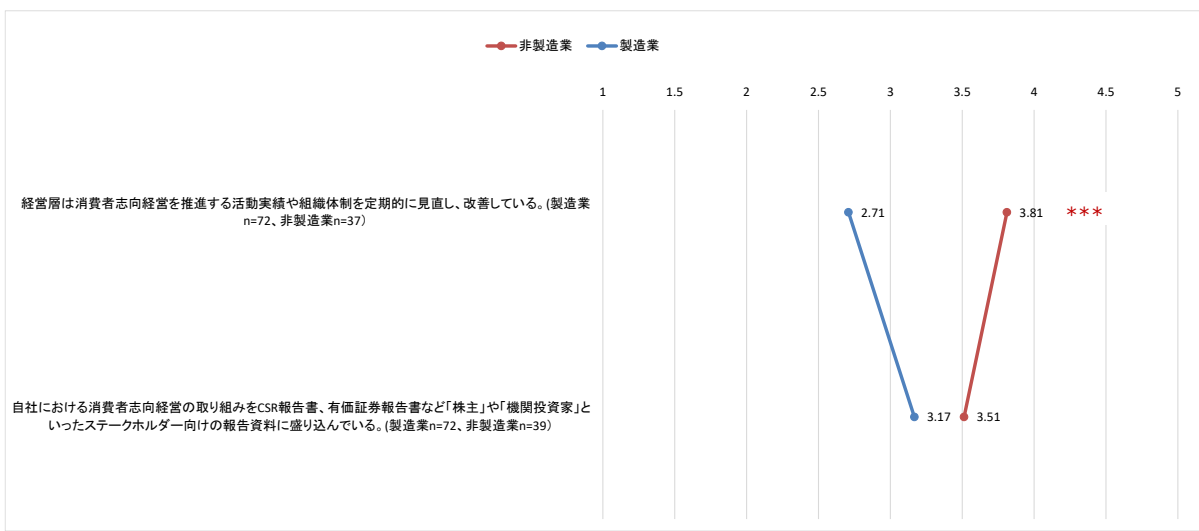 非製造業 製造業
1 1.5 2 2.5 3 3.5 4 4.5 5
経営層は消費者志向経営を推進する活動実績や組織体制を定期的に見直し、改善している。(製造業
n=72、非製造業n=37)
2.71 3.81 ***
自社における消費者志向経営の取り組みをCSR報告書、有価証券報告書など「株主」や「機関投資家」と
いったステークホルダー向けの報告資料に盛り込んでいる。(製造業n=72、非製造業n=39)
3.17 3.51